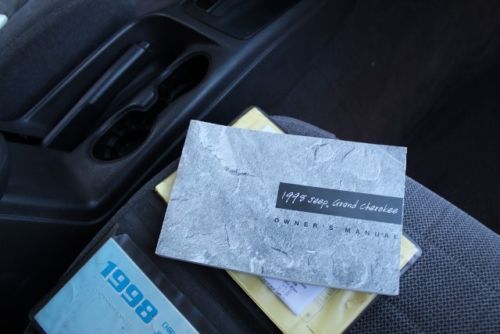 1998 Jeep. Grand Cherokee
OWNER'S MANUAL
1998